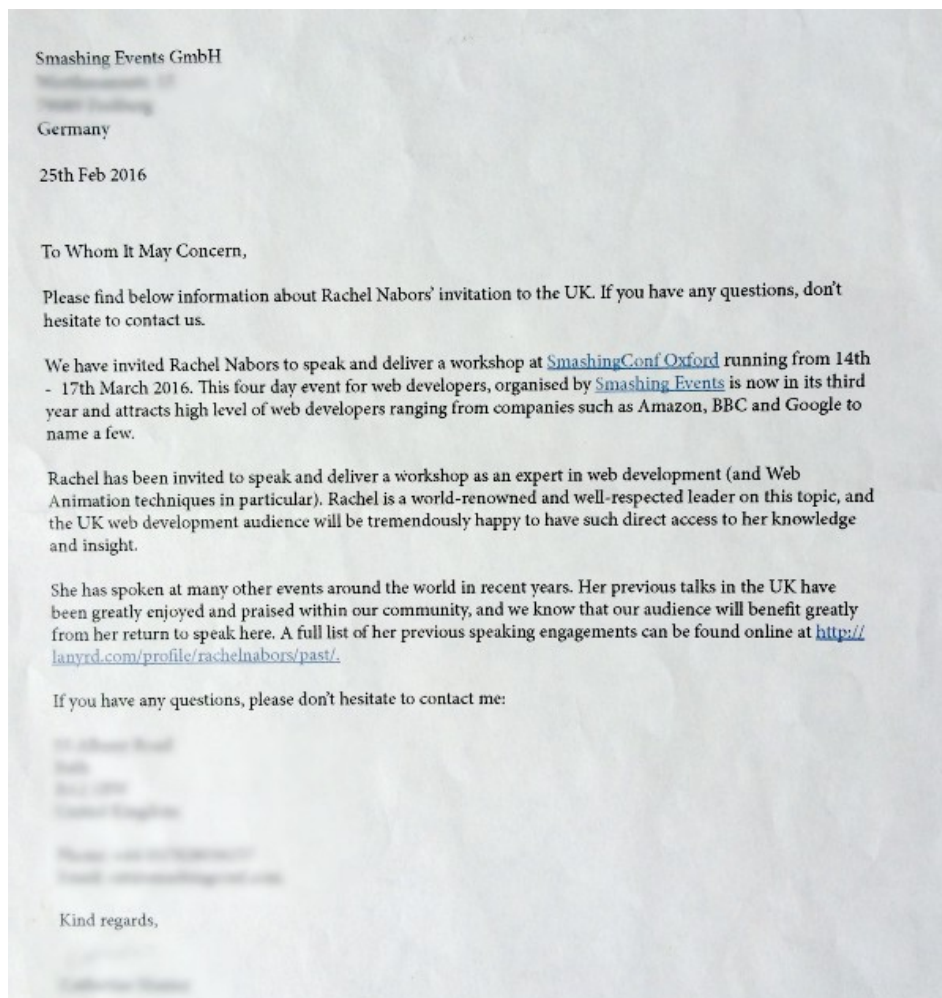 Smashing Events GmbH
Germany
25th Feb 2016
To Whom It May Concern,
Please find below information about Rachel Nabors’ invitation to the UK. If you have any questions, don’t
hesitate to contact us.
We have invited Rachel Nabors to speak and deliver a workshop at SmashingConf Oxford running from 14th
- 17th March 2016. This four day event for web developers, organised by Smashing Events is now in its third
year and attracts high level of web developers ranging from companies such as Amazon, BBC and Google to
name a few.
Rachel has been invited to speak and deliver a workshop as an expert in web development (and Web
Animation techniques in particular). Rachel is a world-renowned and well-respected leader on this topic, and
the UK web development audience will be tremendously happy to have such direct access to her knowledge
and insight.
She has spoken at many other events around the world in recent years. Her previous talks in the UK have
been greatly enjoyed and praised within our community, and we know that our audience will benefit greatly
from her return to speak here. A full list of her previous speaking engagements can be found online at http://
lanyrd.com/profile/rachelnabors/past/.
If you have any questions, please don’t hesitate to contact me:
Kind regards,